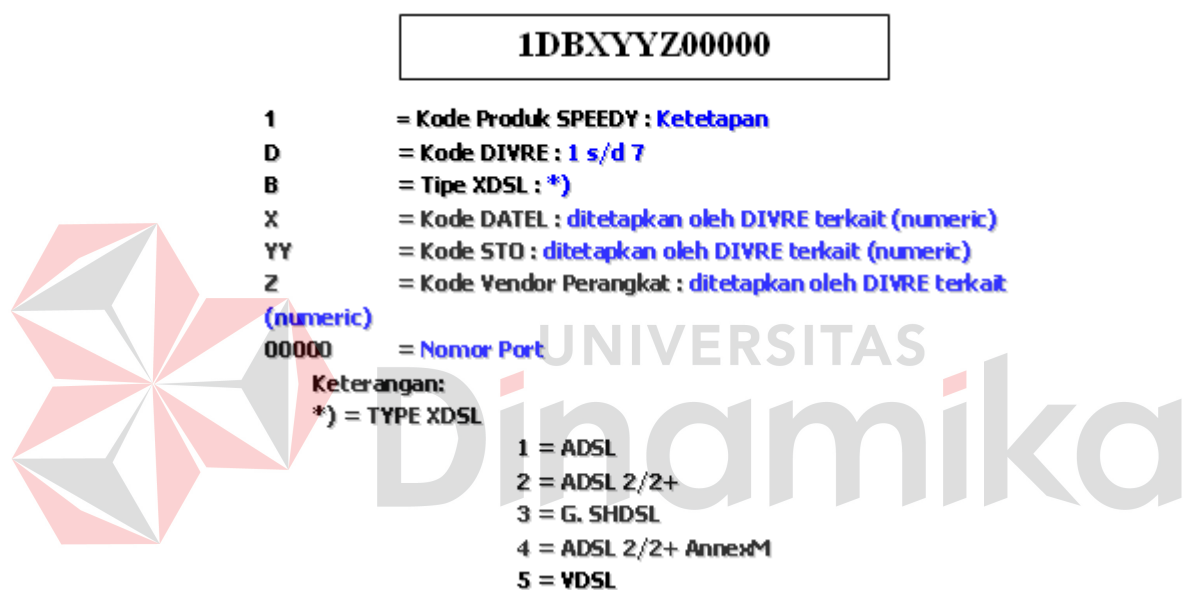 1DBXYYZ00000
1 = Kode Produk SPEEDY : Ketetapan
D = Kode DIVRE : 1 s/d 7
B = Tipe XDSL : *)
X = Kode DATEL : ditetapkan oleh DIVRE terkait (numeric)
YY = Kode STO : ditetapkan oleh DIVRE terkait (numeric)
Z = Kode Vendor Perangkat : ditetapkan oleh DIVRE terkait
(numeric)
00000 = Nomor Port
UNIVERSITAS
Dinamika
Keterangan:
*) = TYPE XDSL
1 = ADSL
2 = ADSL 2/2+
3 = G. SHDSL
4 = ADSL 2/2+ AnnexM
5 = VDSL